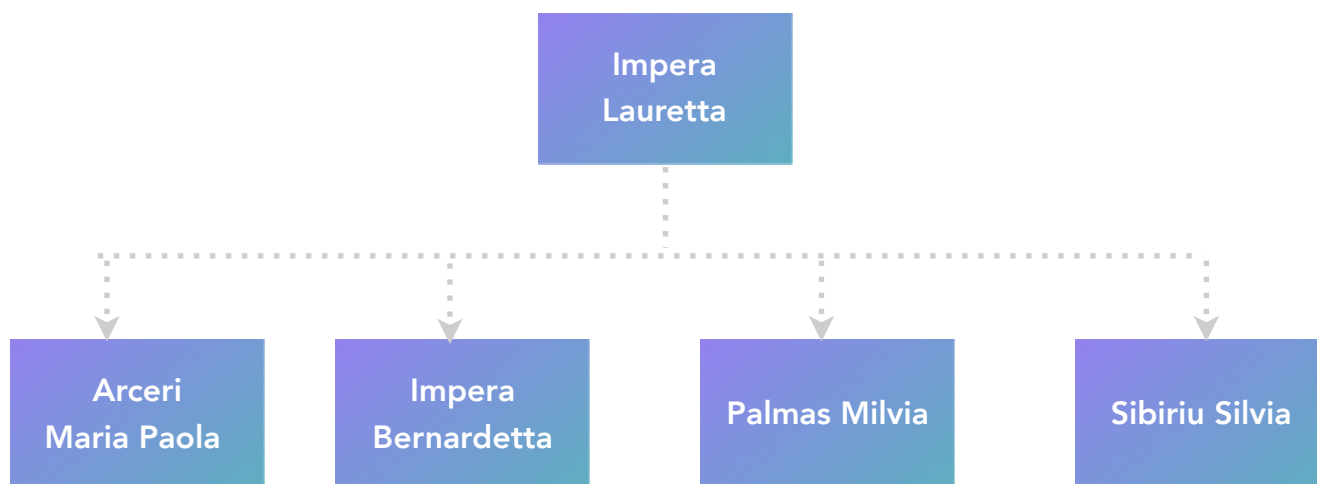 Impera
Lauretta
Arceri
Maria Paola
Impera
Bernardetta
Palmas Milvia
Sibiriu Silvia